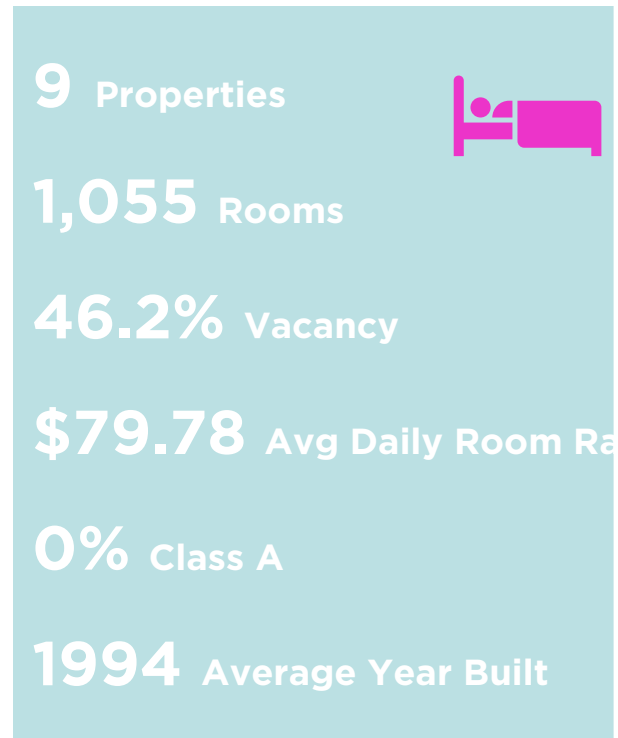 9 Properties
1,055 Rooms
46.2% Vacancy
$79.78 Avg Daily Room Ra
0% Class A
1994 Average Year Built